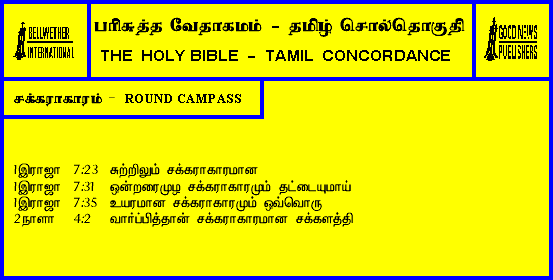 BELLWETHER
INTERNATIONAL
பரிசுத்த வேதாகமம் - தமிழ் சொல்தொகுதி
THE HOLY BIBLE - TAMIL CONCORDANCE
GOOD NEWS
PUBLISHERS
சக்கராகாரம் - ROUND CAMPASS
1இராஜா 7:23 சுற்றிலும் சக்கராகாரமான
1இராஜா 7:31 ஒன்றரைமுழ சக்கராகாரமும் தட்டையுமாய்
1இராஜா 7:35 உயரமான சக்கராகாரமும் ஒவ்வொரு
2நாளா 4:2 வார்ப்பித்தான் சக்கராகாரமான சக்களத்தி